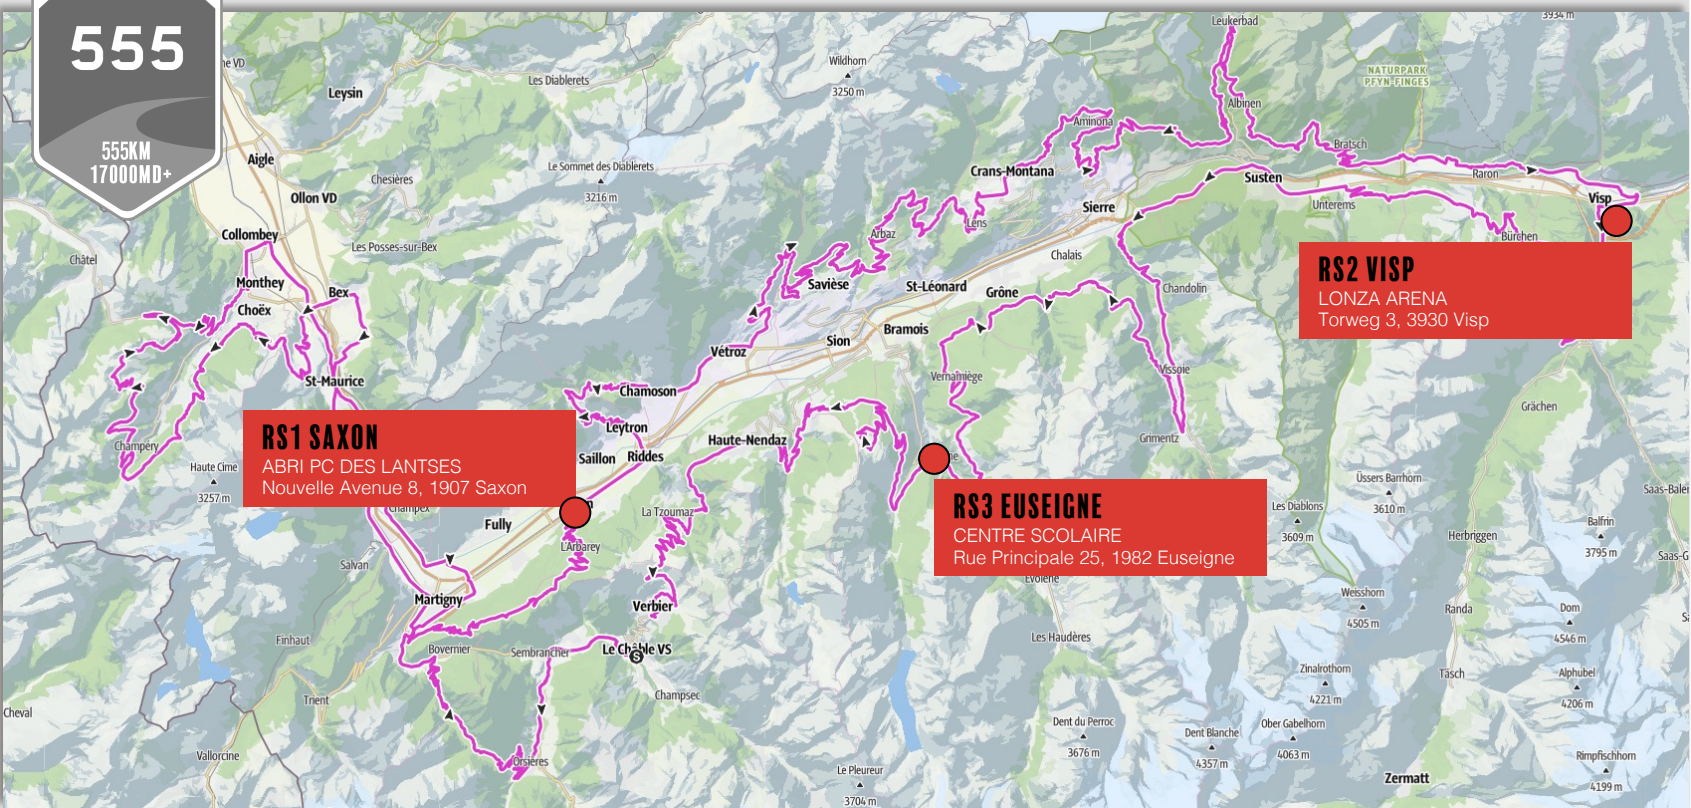 555
555KM
17000MD+
Leukerbad
3934 m
ne VD
Leysin
Les Diablerets
Wildhorn
3250 m
NATURPARK
PFYN-FINGES
Albinen
Aminona
Aigle
Chesières
Le Sommet des Diablerets
3216 m
Bratsch
Crans-Montana
Susten
Raron
Ollon VD
Visp
Unterems
Sierre
Collombey
Les Posses-sur-Bex
Arbaz
Lens
Bürchen
Châtel
Chalais
Monthey
Bex
Savièse
St-Léonard
Grône
Chandolin
Choëx
RS2 VISP
LONZA ARENA
Torweg 3, 3930 Visp
Bramois
Sion
Vétroz
St-Maurice
Vernamiège
Vissoie
Chamoson
Grächen
RS1 SAXON
ABRI PC DES LANTSES
Nouvelle Avenue 8, 1907 Saxon
Leytron
Haute-Nendaz
Grimentz
Champéry
Saillon
Riddes
Haute Cime
3257 m
Üssers Barrhorn
3610 m
Saas-Bale
RS3 EUSEIGNE
CENTRE SCOLAIRE
Rue Principale 25, 1982 Euseigne
Champex
Fully
La Tzoumaz
Les Diablons
3609 m
Balfrin
3795 m
Herbriggen
L'Arbarey
Saas-G
Salvan
Evolène
Martigny
Verbier
Weisshorn
4505 m
Randa
Dom
4546 m
Finhaut
Bovernier
Sembrancher
Le Châble VS
S
Les Haudères
Zinalrothorn
4221 m
Täsch
Alphubel
4206 m
Trient
Champsec
Cheval
Dent du Perroc
3676 m
Dent Blanche
4357 m
Ober Gabelhorn
4063 m
Vallorcine
Orsières
Le Pleureur
3704 m
Zermatt
Rimpfischhorn
4199 m